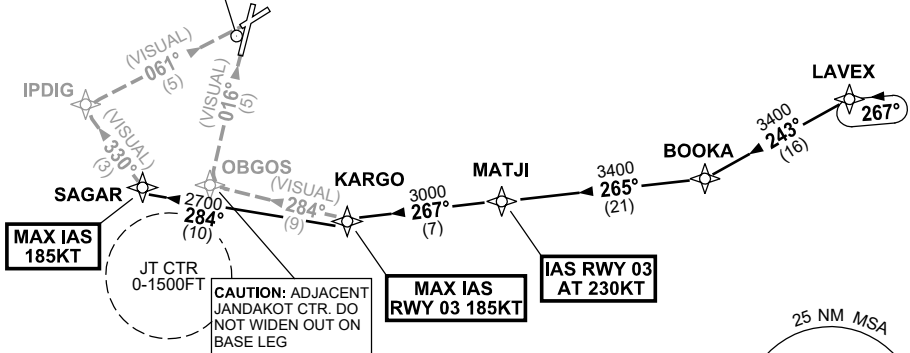 (VISUAL)
061°
(5)
IPDIG
(VISUAL)
016°
(5)
LAVEX
267°
3400
243°
(16)
(VISUAL)
330°
(3)
OBGOS
BOOKA
MATJI
3400
265°
(21)
KARGO
3000
267°
(7)
(VISUAL)
284°
(9)
SAGAR
2700
284°
(10)
MAX IAS
185KT
JT CTR
0-1500FT
CAUTION: ADJACENT
JANDAKOT CTR. DO
NOT WIDEN OUT ON
BASE LEG
MAX IAS
RWY 03 185KT
IAS RWY 03
AT 230KT
25 NM MSA